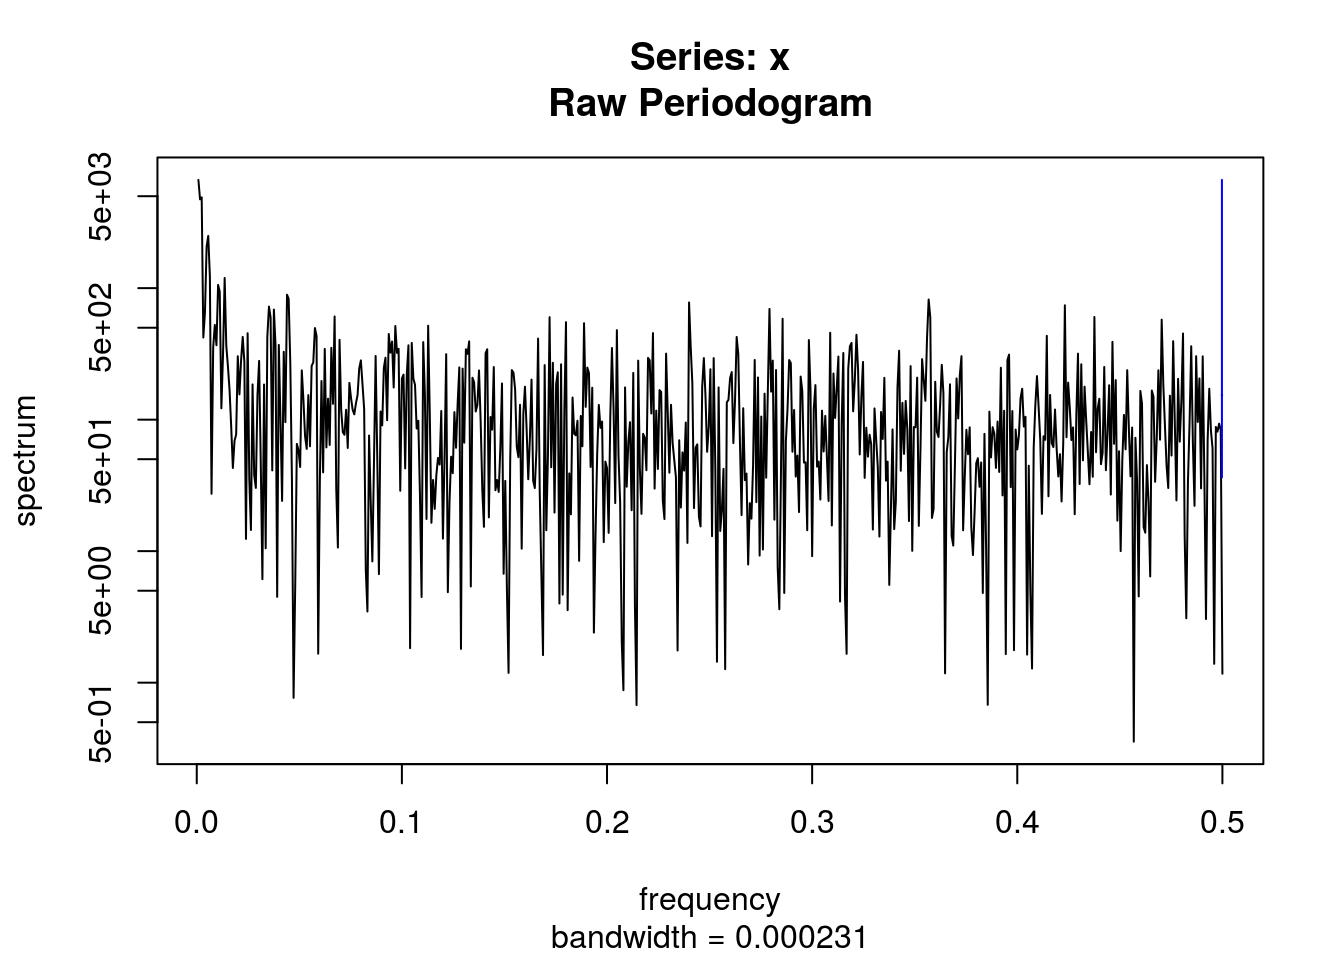 Series: x
Raw Periodogram
5e+03
5e+02
5e+01
5e+00
5e-01
spectrum
0.0 0.1 0.2 0.3 0.4 0.5
frequency
bandwidth = 0.000231